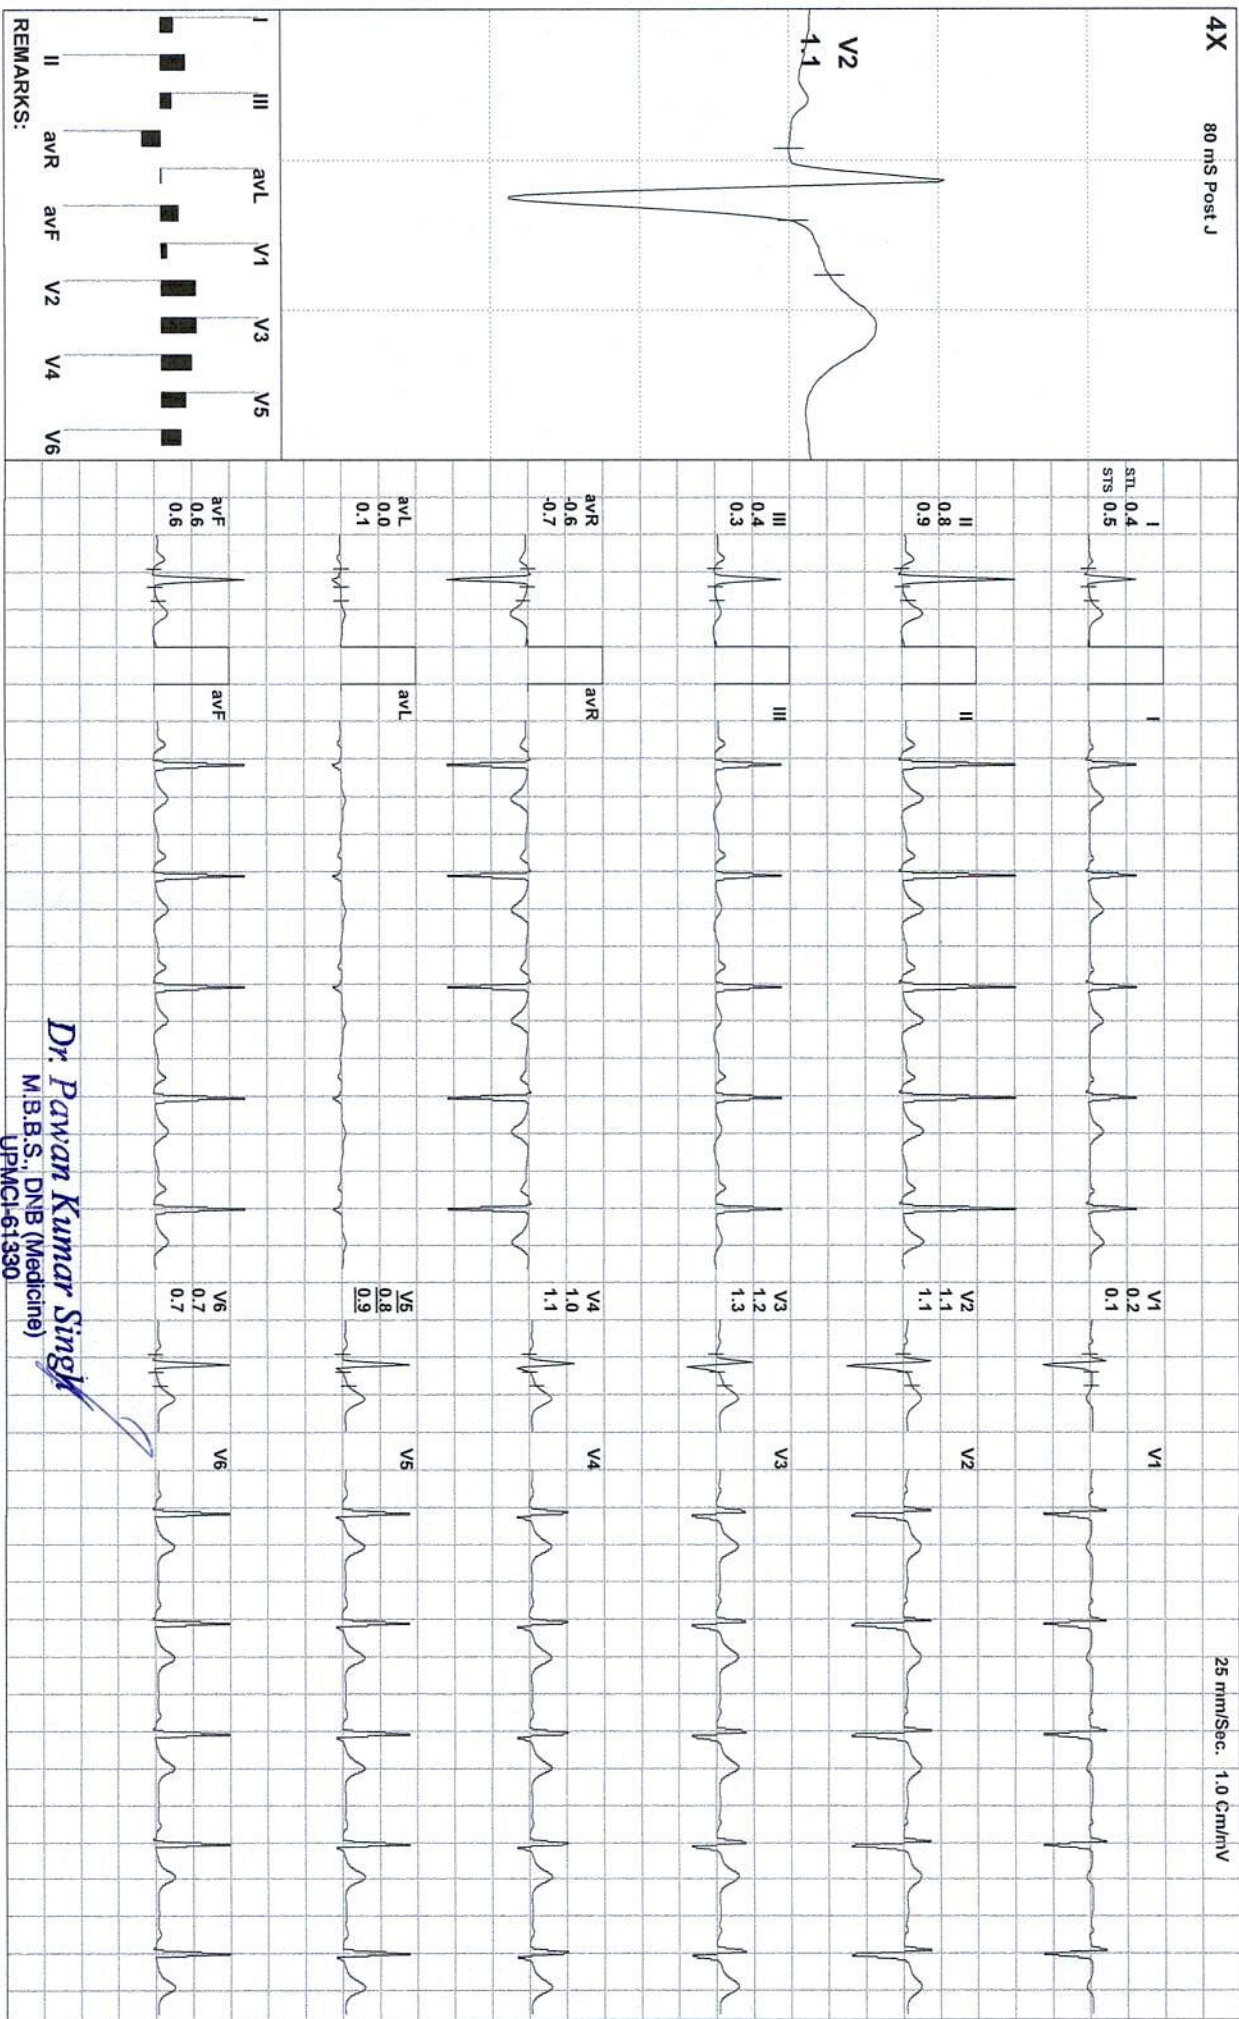 4X
80 mS Post J
25 mm/Sec. 1.0 Cm/mV
V2
1.1
I
STL 0.4
STS 0.5
I
V1
0.2
0.1
V1
II
0.8
0.9
II
V2
1.1
1.1
V2
III
0.4
0.3
III
V3
1.2
1.3
V3
avR
-0.6
-0.7
avR
V4
1.0
1.1
V4
avL
0.0
0.1
avL
V5
0.8
0.9
V5
avF
0.6
0.6
avF
V6
0.7
0.7
V6
I III avL V1 V3 V5
II avR avF V2 V4 V6
REMARKS:
Dr. Pawan Kumar Singh
M.B.B.S., DNB (Medicine)
UPMCI-61330